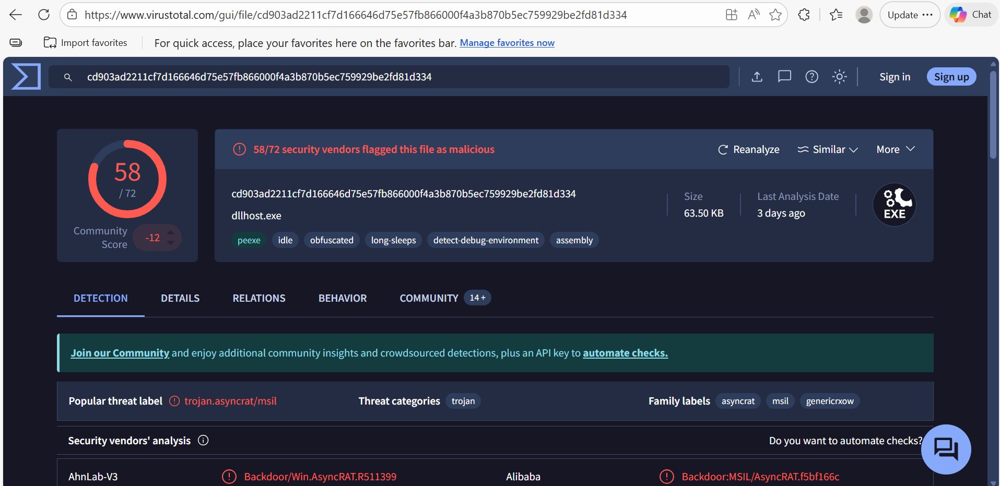 https://www.virustotal.com/gui/file/cd903ad2211cf7d166646d75e57fb866000f4a3b870b5ec759929be2fd81d334
Update
Chat
Import favorites
For quick access, place your favorites here on the favorites bar. Manage favorites now
cd903ad2211cf7d166646d75e57fb866000f4a3b870b5ec759929be2fd81d334
Sign in
Sign up
58
/ 72
Community Score
-12
58/72 security vendors flagged this file as malicious
Reanalyze
Similar
More
cd903ad2211cf7d166646d75e57fb866000f4a3b870b5ec759929be2fd81d334
dllhost.exe
peexe
idle
obfuscated
long-sleeps
detect-debug-environment
assembly
Size
63.50 KB
Last Analysis Date
3 days ago
EXE
DETECTION
DETAILS
RELATIONS
BEHAVIOR
COMMUNITY
14 +
Join our Community and enjoy additional community insights and crowdsourced detections, plus an API key to automate checks.
Popular threat label
trojan.asyncrat/msil
Threat categories
trojan
Family labels
asyncrat
msil
genericrxow
Security vendors' analysis
Do you want to automate checks?
AhnLab-V3
Backdoor/Win.AsyncRAT.R511399
Alibaba
Backdoor:MSIL/AsyncRAT.f5bf166c